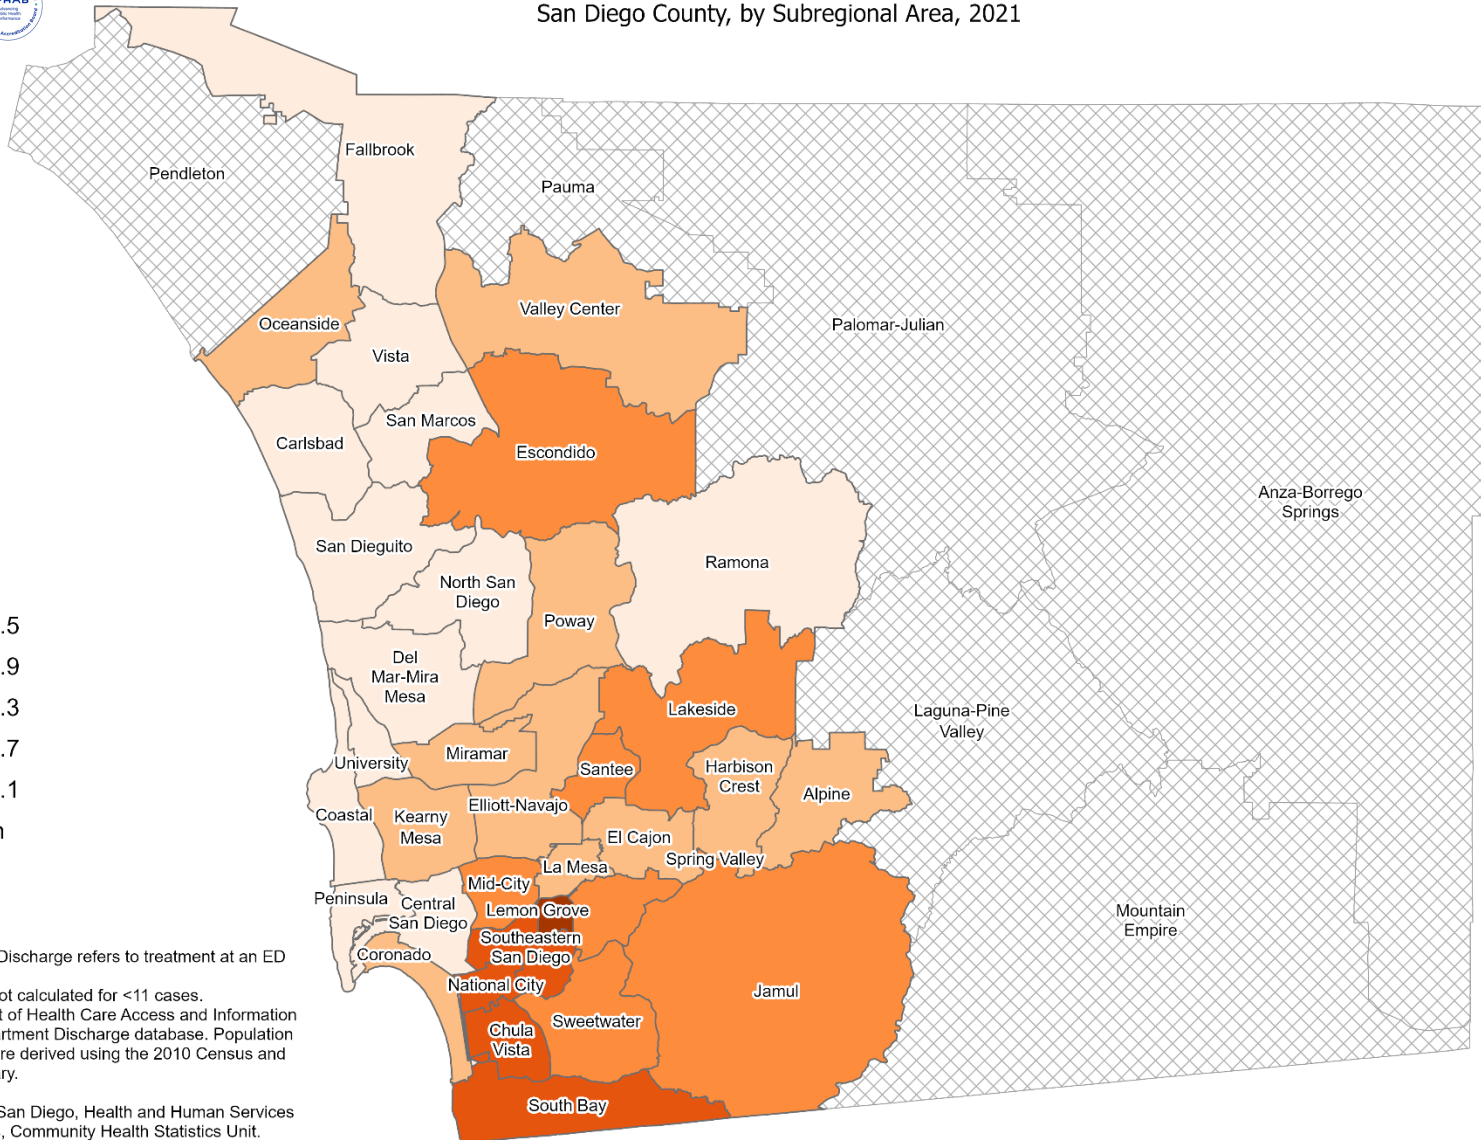 San Diego County, by Subregional Area, 2021
Advancing
Public Health
Performance
Pendleton
Fallbrook
Pauma
Oceanside
Valley Center
Palomar-Julian
Vista
San Marcos
Carlsbad
Escondido
Anza-Borrego
Springs
San Dieguito
North San
Diego
Ramona
Poway
Del
Mar-Mira
Mesa
Lakeside
Laguna-Pine
Valley
University
Miramar
Santee
Harbison
Crest
Alpine
Coastal
Kearny
Mesa
Elliott-Navajo
El Cajon
La Mesa
Spring Valley
Peninsula
Central
San Diego
Mid-City
Lemon Grove
Mountain
Empire
Coronado
Southeastern
San Diego
National City
Jamul
Chula
Vista
Sweetwater
South Bay
.5
.9
.3
.7
.1
Discharge refers to treatment at an ED
ot calculated for <11 cases.
t of Health Care Access and Information
artment Discharge database. Population
re derived using the 2010 Census and
ary.
San Diego, Health and Human Services
, Community Health Statistics Unit.